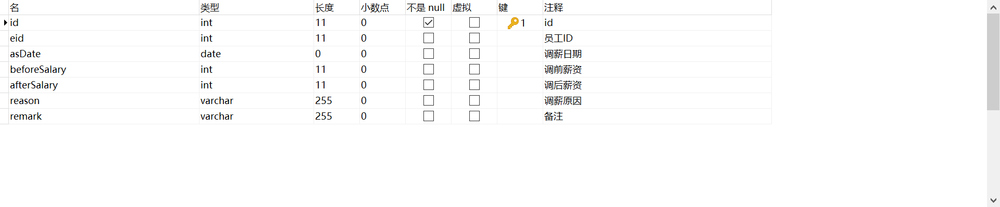 名 类型 长度 小数点 不是 null 虚拟 键 注释
id int 11 0 1 id
eid int 11 0 员工ID
asDate date 0 0 调薪日期
beforeSalary int 11 0 调前薪资
afterSalary int 11 0 调后薪资
reason varchar 255 0 调薪原因
remark varchar 255 0 备注